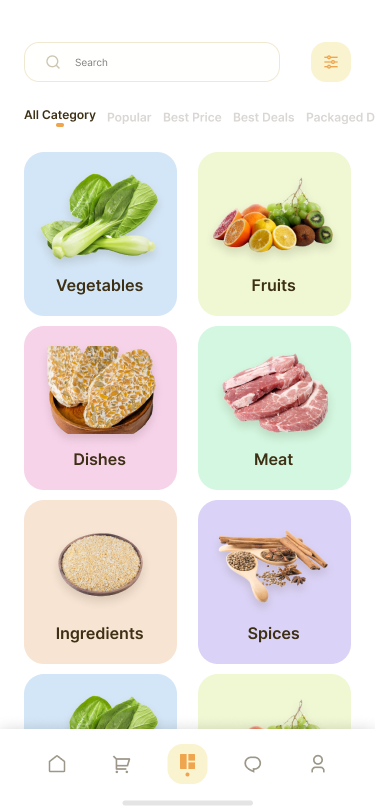 Search
All Category Popular Best Price Best Deals Packaged D
Vegetables Fruits
Dishes Meat
Ingredients Spices